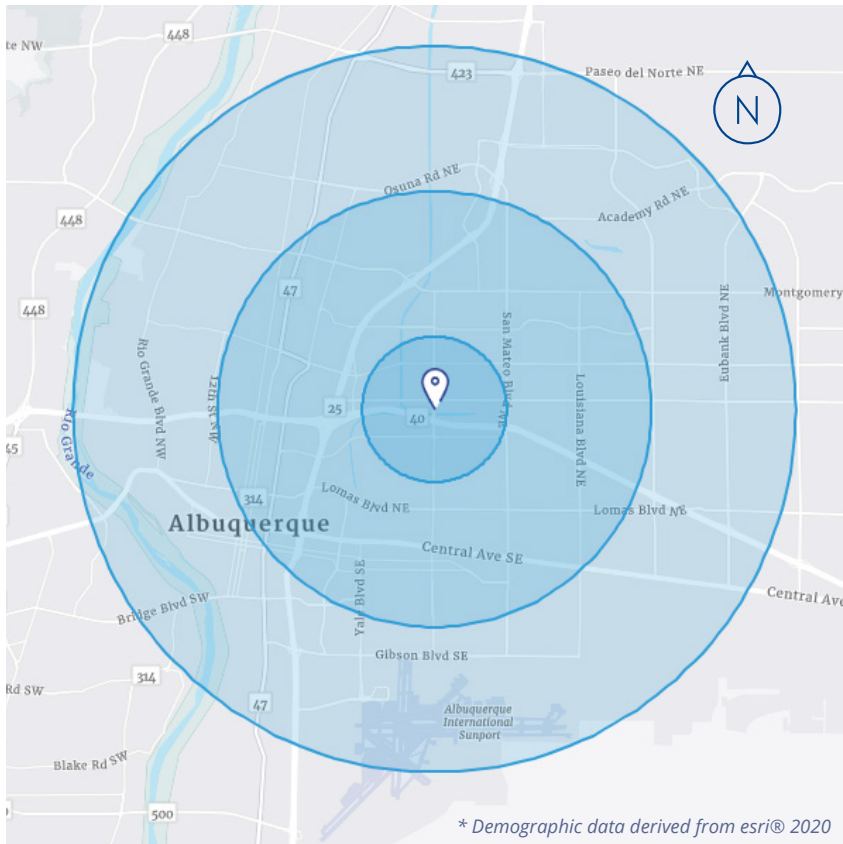 te NW
448
423
Paseo del Norte NE
N
Osuna Rd NE
Academy Rd NE
448
47
448
Montgomery
Rio Grande Blvd NW
12th St NW
San Mateo Blvd NE
Louisiana Blvd NE
Eubank Blvd NE
25
40
45
Rio Grande
314
Lomas Blvd NE
Lomas Blvd NE
Albuquerque
Central Ave SE
Central Ave
Yale Blvd SE
Bridge Blvd SW
Gibson Blvd SE
314
Rd SW
47
Albuquerque
International
Sunport
Blake Rd SW
500
* Demographic data derived from esri® 2020